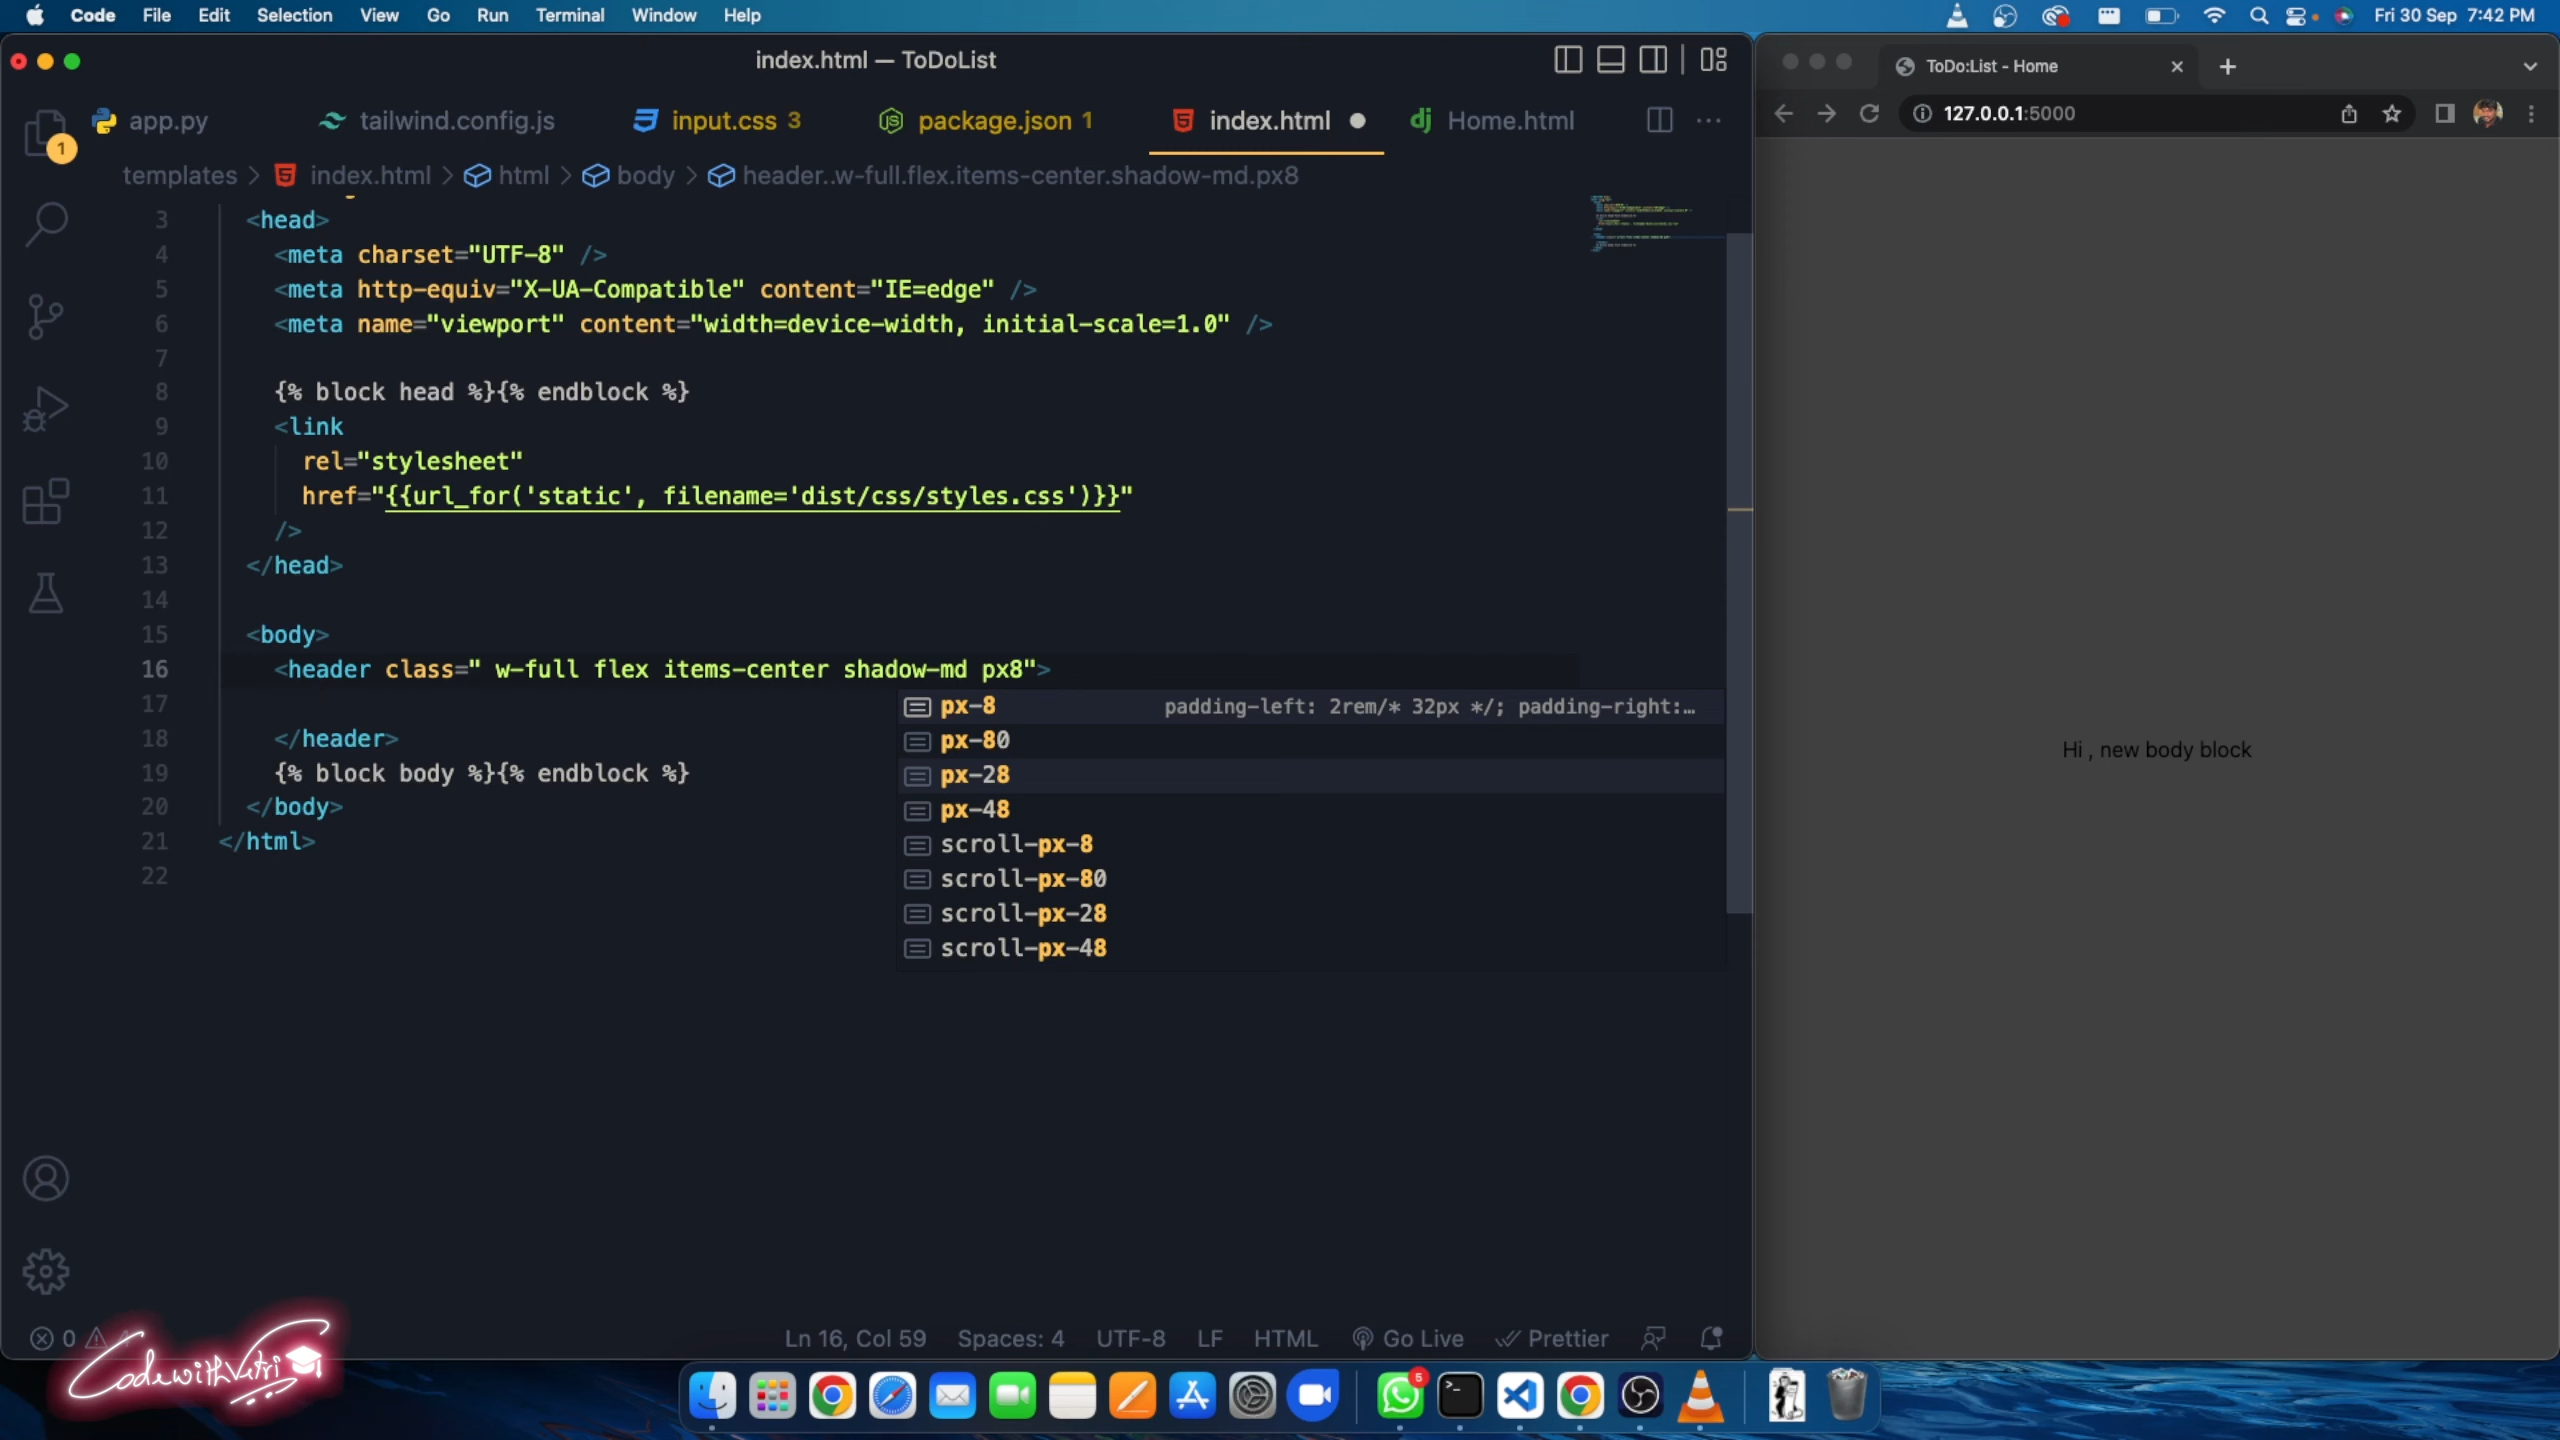 Code File Edit Selection View Go Run Terminal Window Help Fri 30 Sep 7:42 PM
index.html — ToDoList
ToDo:List - Home
app.py tailwind.config.js input.css 3 package.json 1 index.html Home.html
127.0.0.1:5000
1
templates > index.html > html > body > header..w-full.flex.items-center.shadow-md.px8
3 <head>
4 <meta charset="UTF-8" />
5 <meta http-equiv="X-UA-Compatible" content="IE=edge" />
6 <meta name="viewport" content="width=device-width, initial-scale=1.0" />
7
8 {% block head %}{% endblock %}
9 <link
10 rel="stylesheet"
11 href="{{url_for('static', filename='dist/css/styles.css')}}"
12 />
13 </head>
14
15 <body>
16 <header class=" w-full flex items-center shadow-md px8">
17
18 </header>
19 {% block body %}{% endblock %}
20 </body>
21 </html>
22
px-8 padding-left: 2rem/* 32px */; padding-right:…
px-80
px-28
px-48
scroll-px-8
scroll-px-80
scroll-px-28
scroll-px-48
Hi , new body block
0
Ln 16, Col 59 Spaces: 4 UTF-8 LF HTML Go Live Prettier
CodewithVetri
5